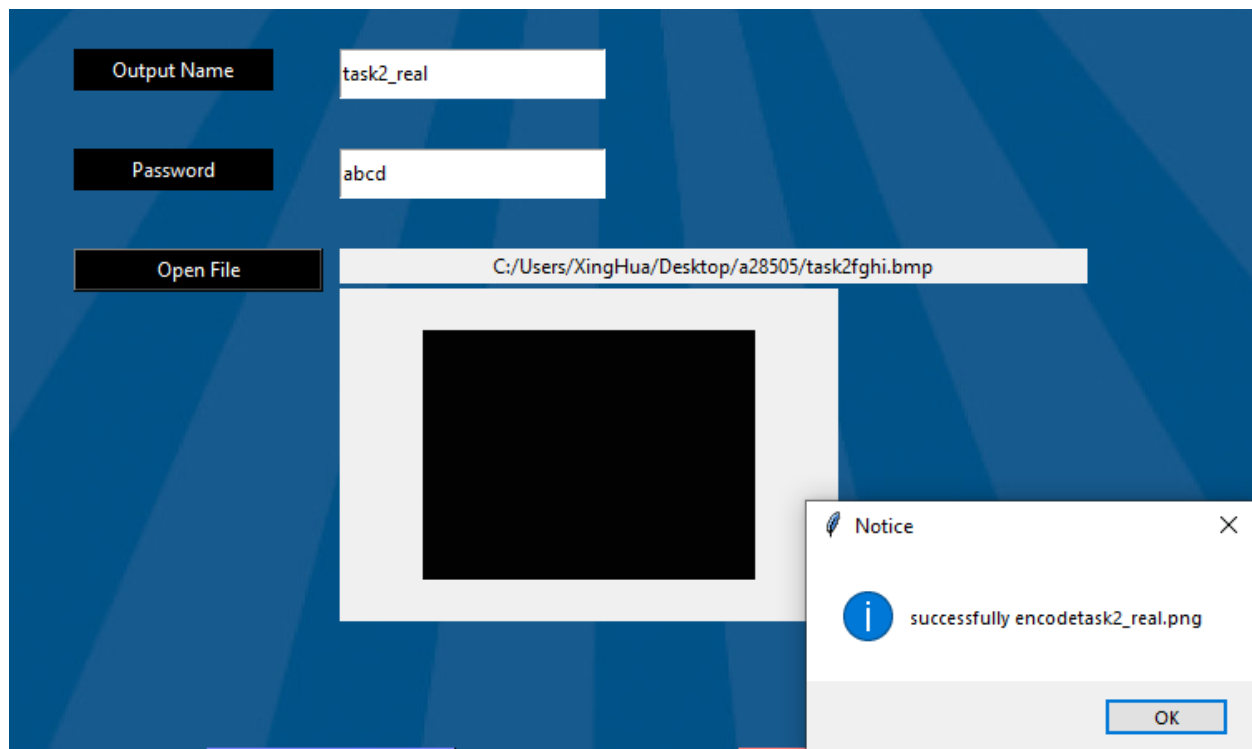 Output Name
task2_real
Password
abcd
Open File
C:/Users/XingHua/Desktop/a28505/task2fghi.bmp
Notice
successfully encodetask2_real.png
OK